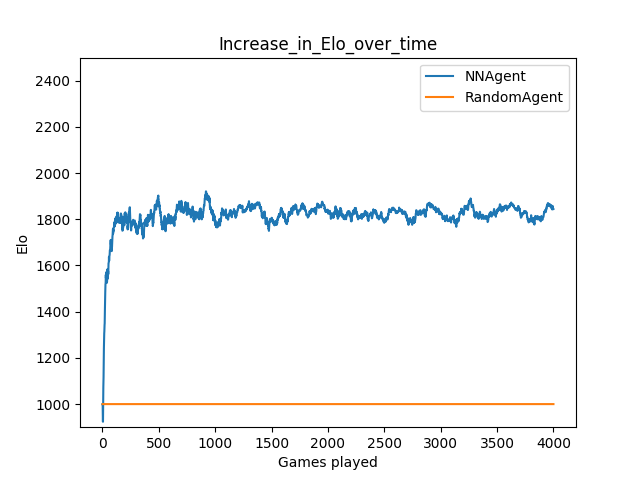 Increase_in_Elo_over_time
NNAgent
RandomAgent
2400
2200
2000
1800
1600
1400
1200
1000
Elo
0 500 1000 1500 2000 2500 3000 3500 4000
Games played